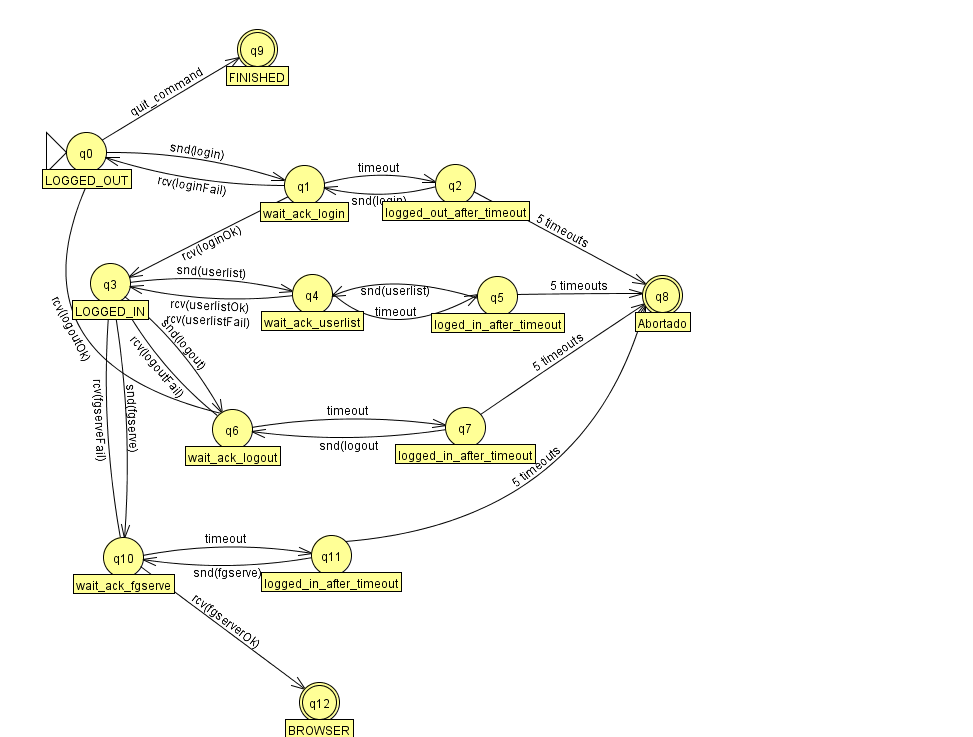 q9
FINISHED
quit_command
q0
LOGGED_OUT
snd(login)
rcv(loginFail)
q1
wait_ack_login
timeout
snd(login)
q2
logged_out_after_timeout
5 timeouts
rcv(loginOk)
q3
LOGGED_IN
snd(userlist)
rcv(userlistOk)
rcv(userlistFail)
q4
wait_ack_userlist
snd(userlist)
timeout
q5
loged_in_after_timeout
5 timeouts
q8
Abortado
rcv(logoutOk)
snd(logout)
rcv(logoutFail)
5 timeouts
q6
wait_ack_logout
timeout
snd(logout
q7
logged_in_after_timeout
rcv(fgserveFail)
snd(fgserve)
5 timeouts
q10
wait_ack_fgserve
timeout
snd(fgserve)
q11
logged_in_after_timeout
rcv(fgserverOk)
q12
BROWSER